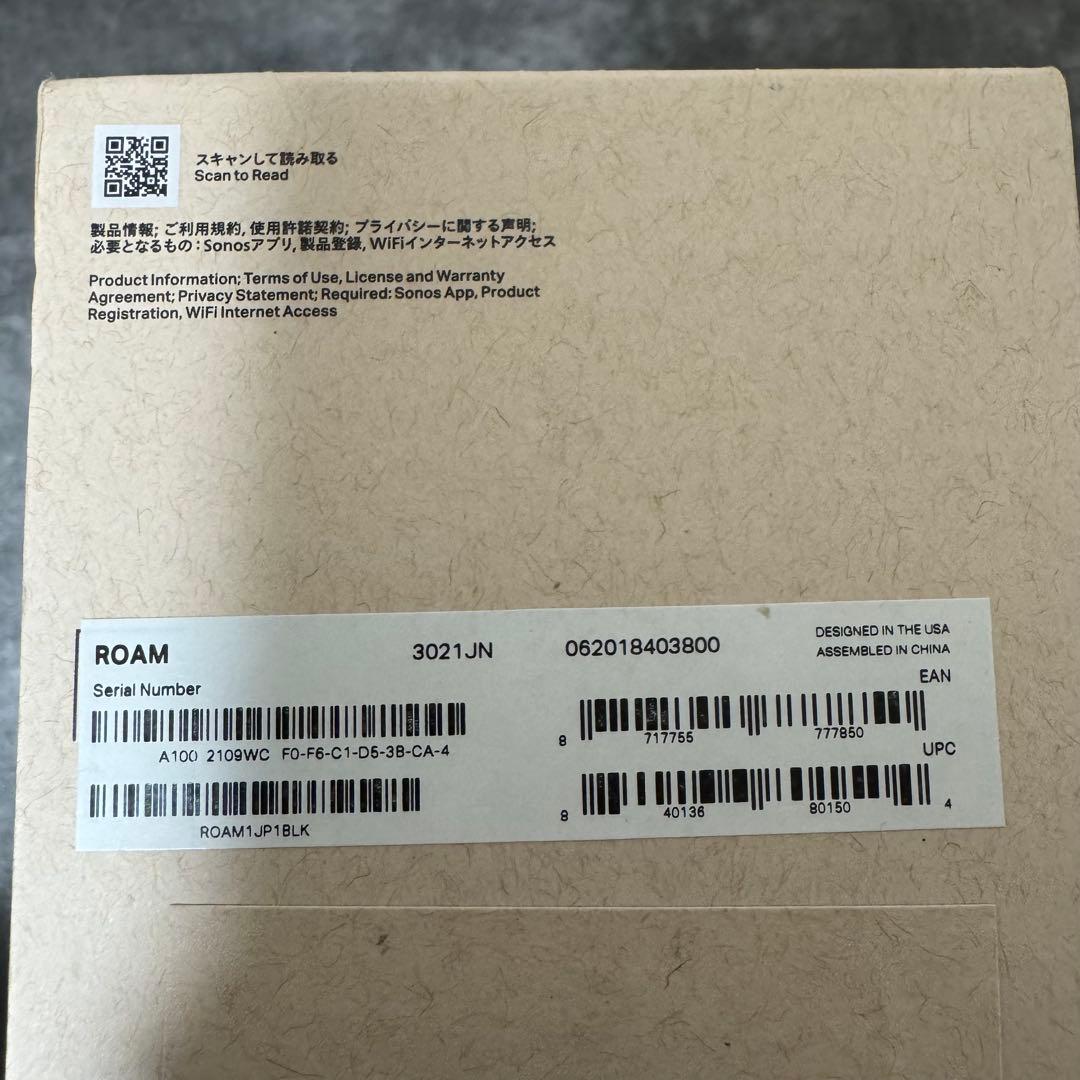 スキャンして読み取る
Scan to Read
製品情報; ご利用規約, 使用許諾契約; プライバシーに関する声明;
必要となるもの：Sonosアプリ, 製品登録, WiFiインターネットアクセス
Product Information; Terms of Use, License and Warranty
Agreement; Privacy Statement; Required: Sonos App, Product
Registration, WiFi Internet Access
ROAM 3021JN 062018403800 DESIGNED IN THE USA
ASSEMBLED IN CHINA
Serial Number
EAN
A100 2109WC F0-F6-C1-D5-3B-CA-4
8 717755 777850
UPC
ROAM1JP1BLK
8 40136 80150 4